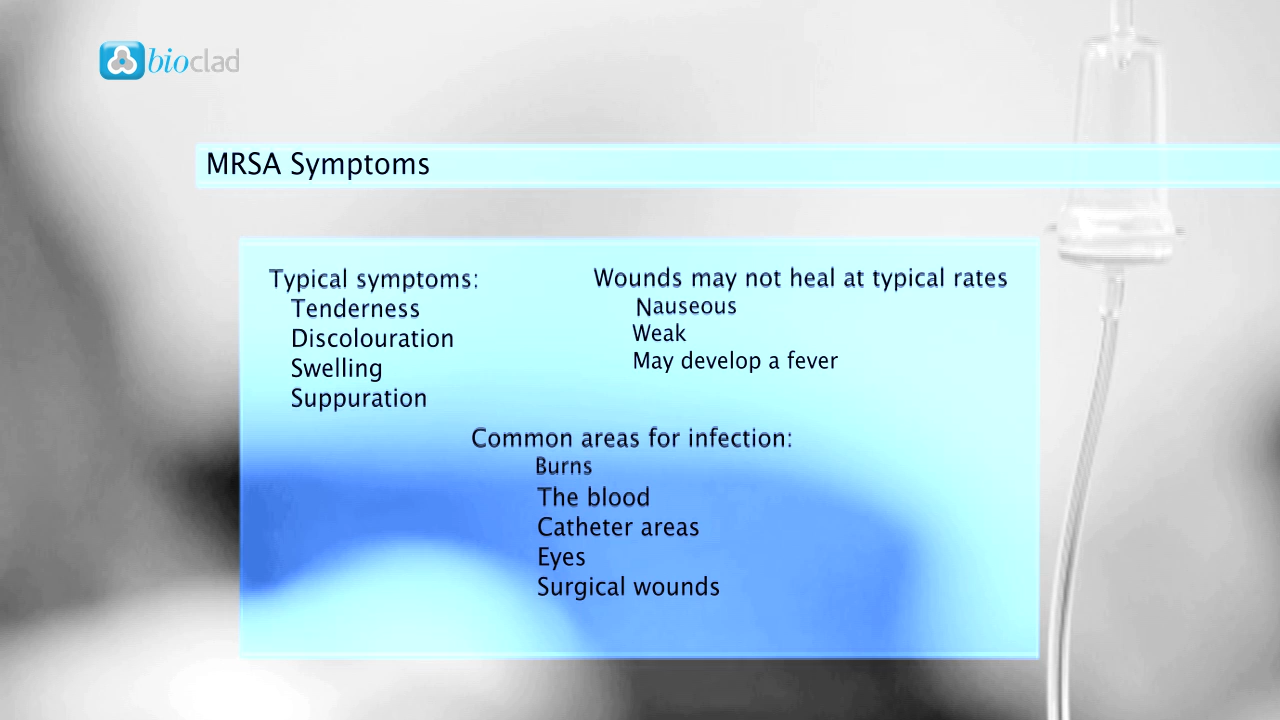 bioclad
MRSA Symptoms
Typical symptoms:
Tenderness
Discolouration
Swelling
Suppuration
Wounds may not heal at typical rates
Nauseous
Weak
May develop a fever
Common areas for infection:
Burns
The blood
Catheter areas
Eyes
Surgical wounds